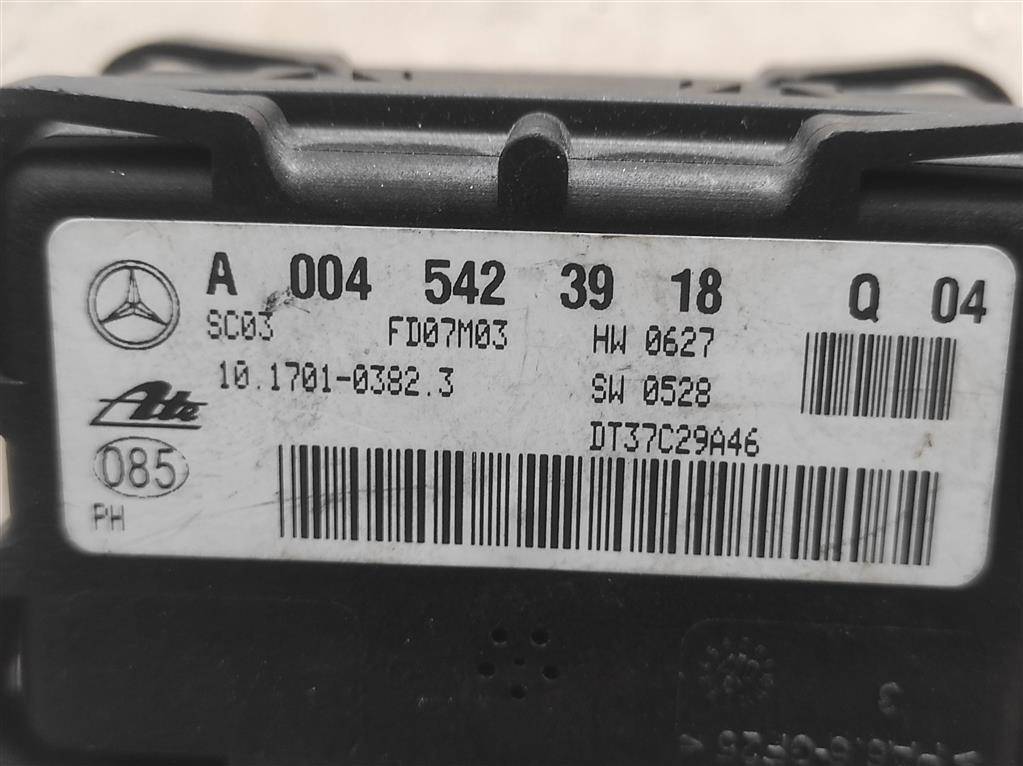 A 004 542 39 18 Q 04
SC03 FD07M03 HW 0627
10.1701-0382.3 SW 0528
Ate DT37C29A46
085
PH
3